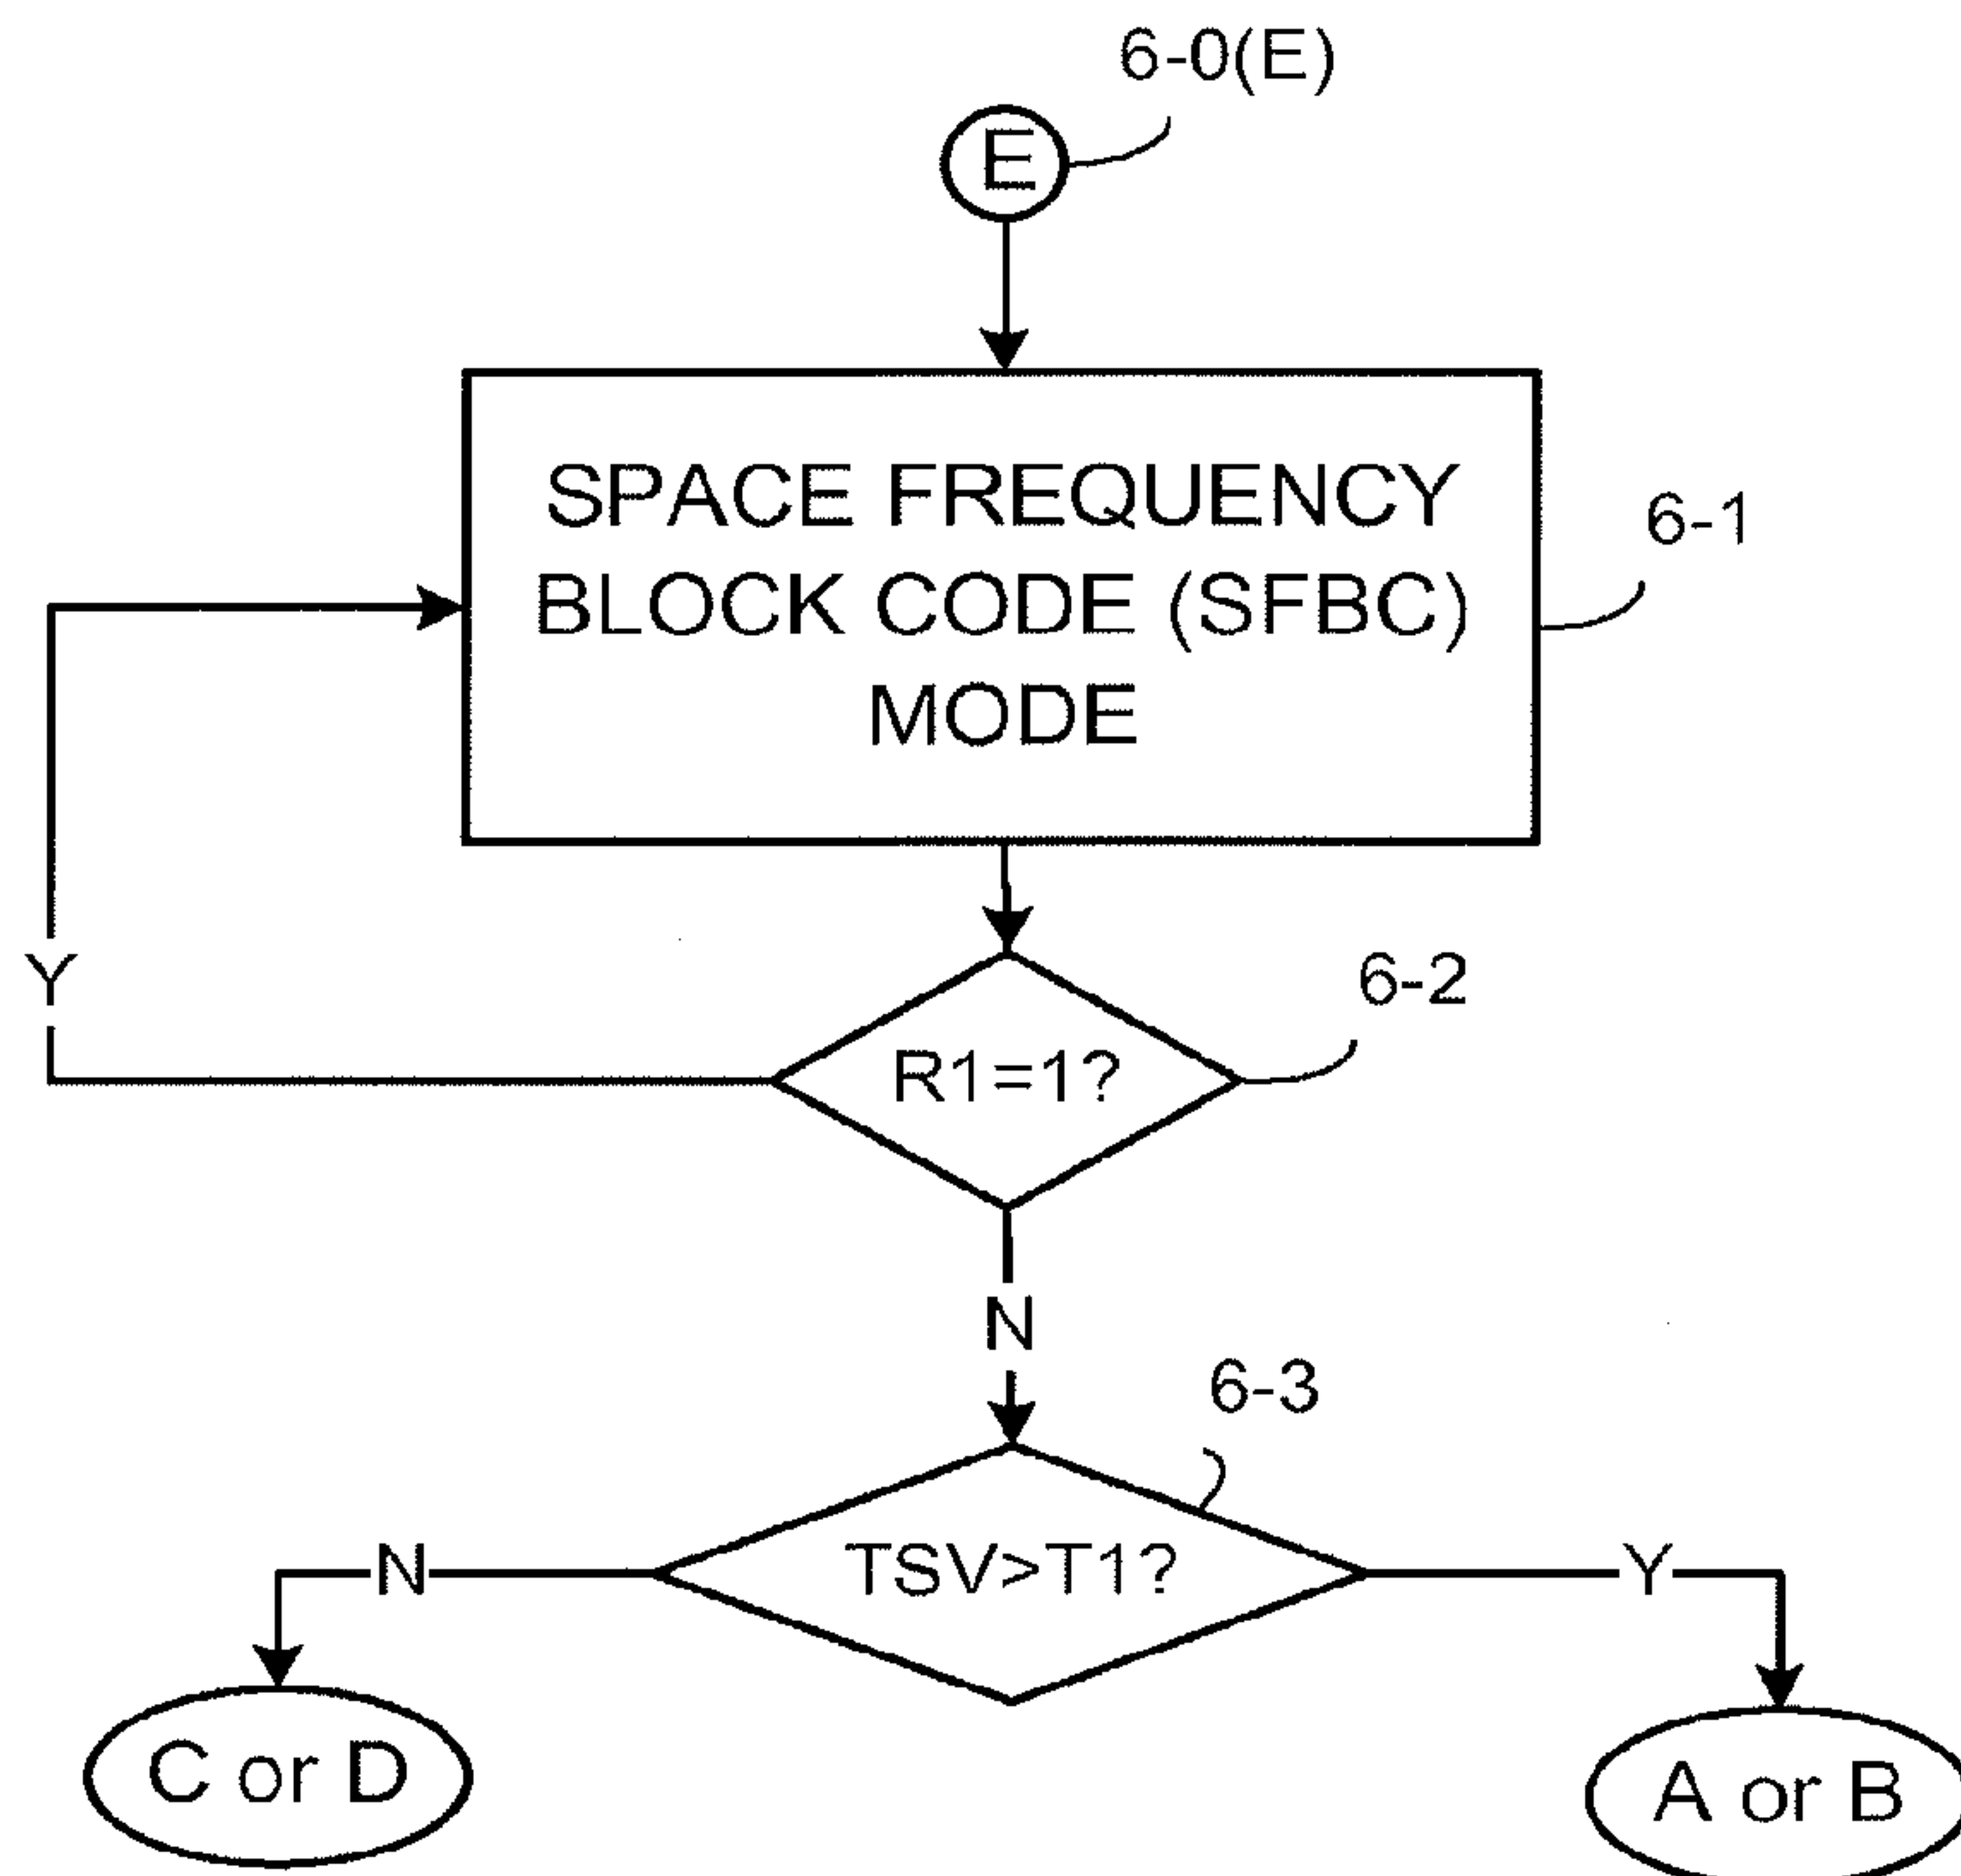 6-0(E)
E
SPACE FREQUENCY
BLOCK CODE (SFBC)
MODE
6-1
Y
6-2
R1=1?
N
6-3
N
TSV>T1?
Y
C or D
A or B